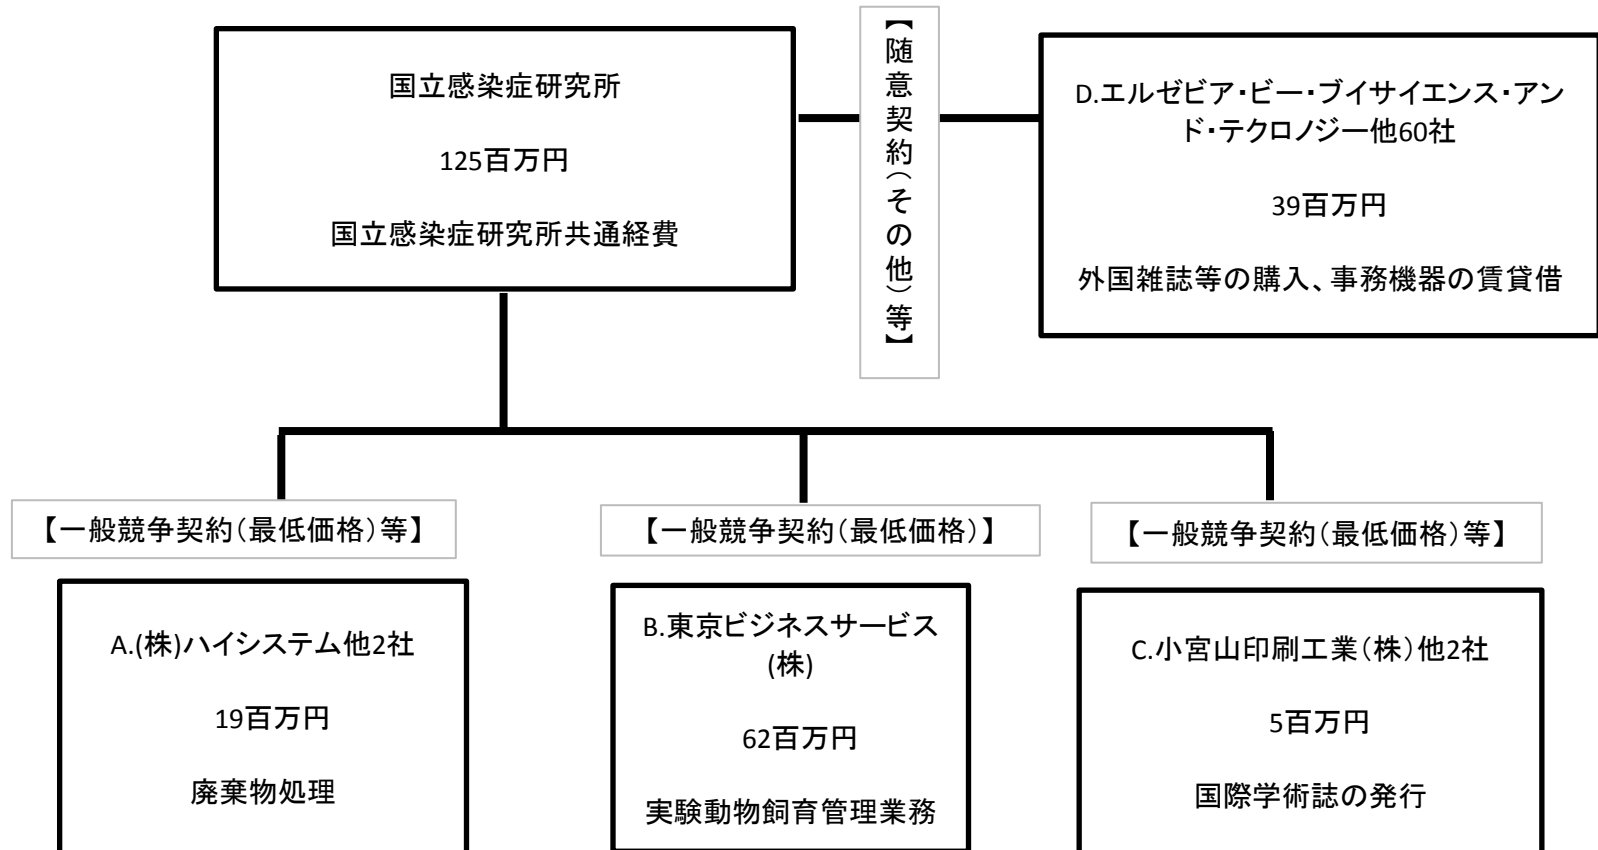 国立感染症研究所
125百万円
国立感染症研究所共通経費
【随意契約(その他)等】
D.エルゼビア・ビー・ブイサイエンス・アン
ド・テクロノジー他60社
39百万円
外国雑誌等の購入、事務機器の賃貸借
【一般競争契約(最低価格)等】
A.(株)ハイシステム他2社
19百万円
廃棄物処理
【一般競争契約(最低価格)】
B.東京ビジネスサービス
(株)
62百万円
実験動物飼育管理業務
【一般競争契約(最低価格)等】
C.小宮山印刷工業(株)他2社
5百万円
国際学術誌の発行